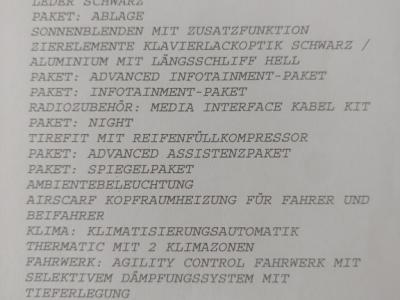 LEDER SCHWARZ
PAKET: ABLAGE
SONNENBLENDEN MIT ZUSATZFUNKTION
ZIERELEMENTE KLAVIERLACKOPTIK SCHWARZ /
ALUMINIUM MIT LÄNGSSCHLIFF HELL
PAKET: ADVANCED INFOTAINMENT-PAKET
PAKET: INFOTAINMENT-PAKET
RADIOZUBEHÖR: MEDIA INTERFACE KABEL KIT
PAKET: NIGHT
TIREFIT MIT REIFENFÜLLKOMPRESSOR
PAKET: ADVANCED ASSISTENZPAKET
PAKET: SPIEGELPAKET
AMBIENTEBELEUCHTUNG
AIRSCARF KOPFRAUMHEIZUNG FÜR FAHRER UND
BEIFAHRER
KLIMA: KLIMATISIERUNGSAUTOMATIK
THERMATIC MIT 2 KLIMAZONEN
FAHRWERK: AGILITY CONTROL FAHRWERK MIT
SELEKTIVEM DÄMPFUNGSSYSTEM MIT
TIEFERLEGUNG